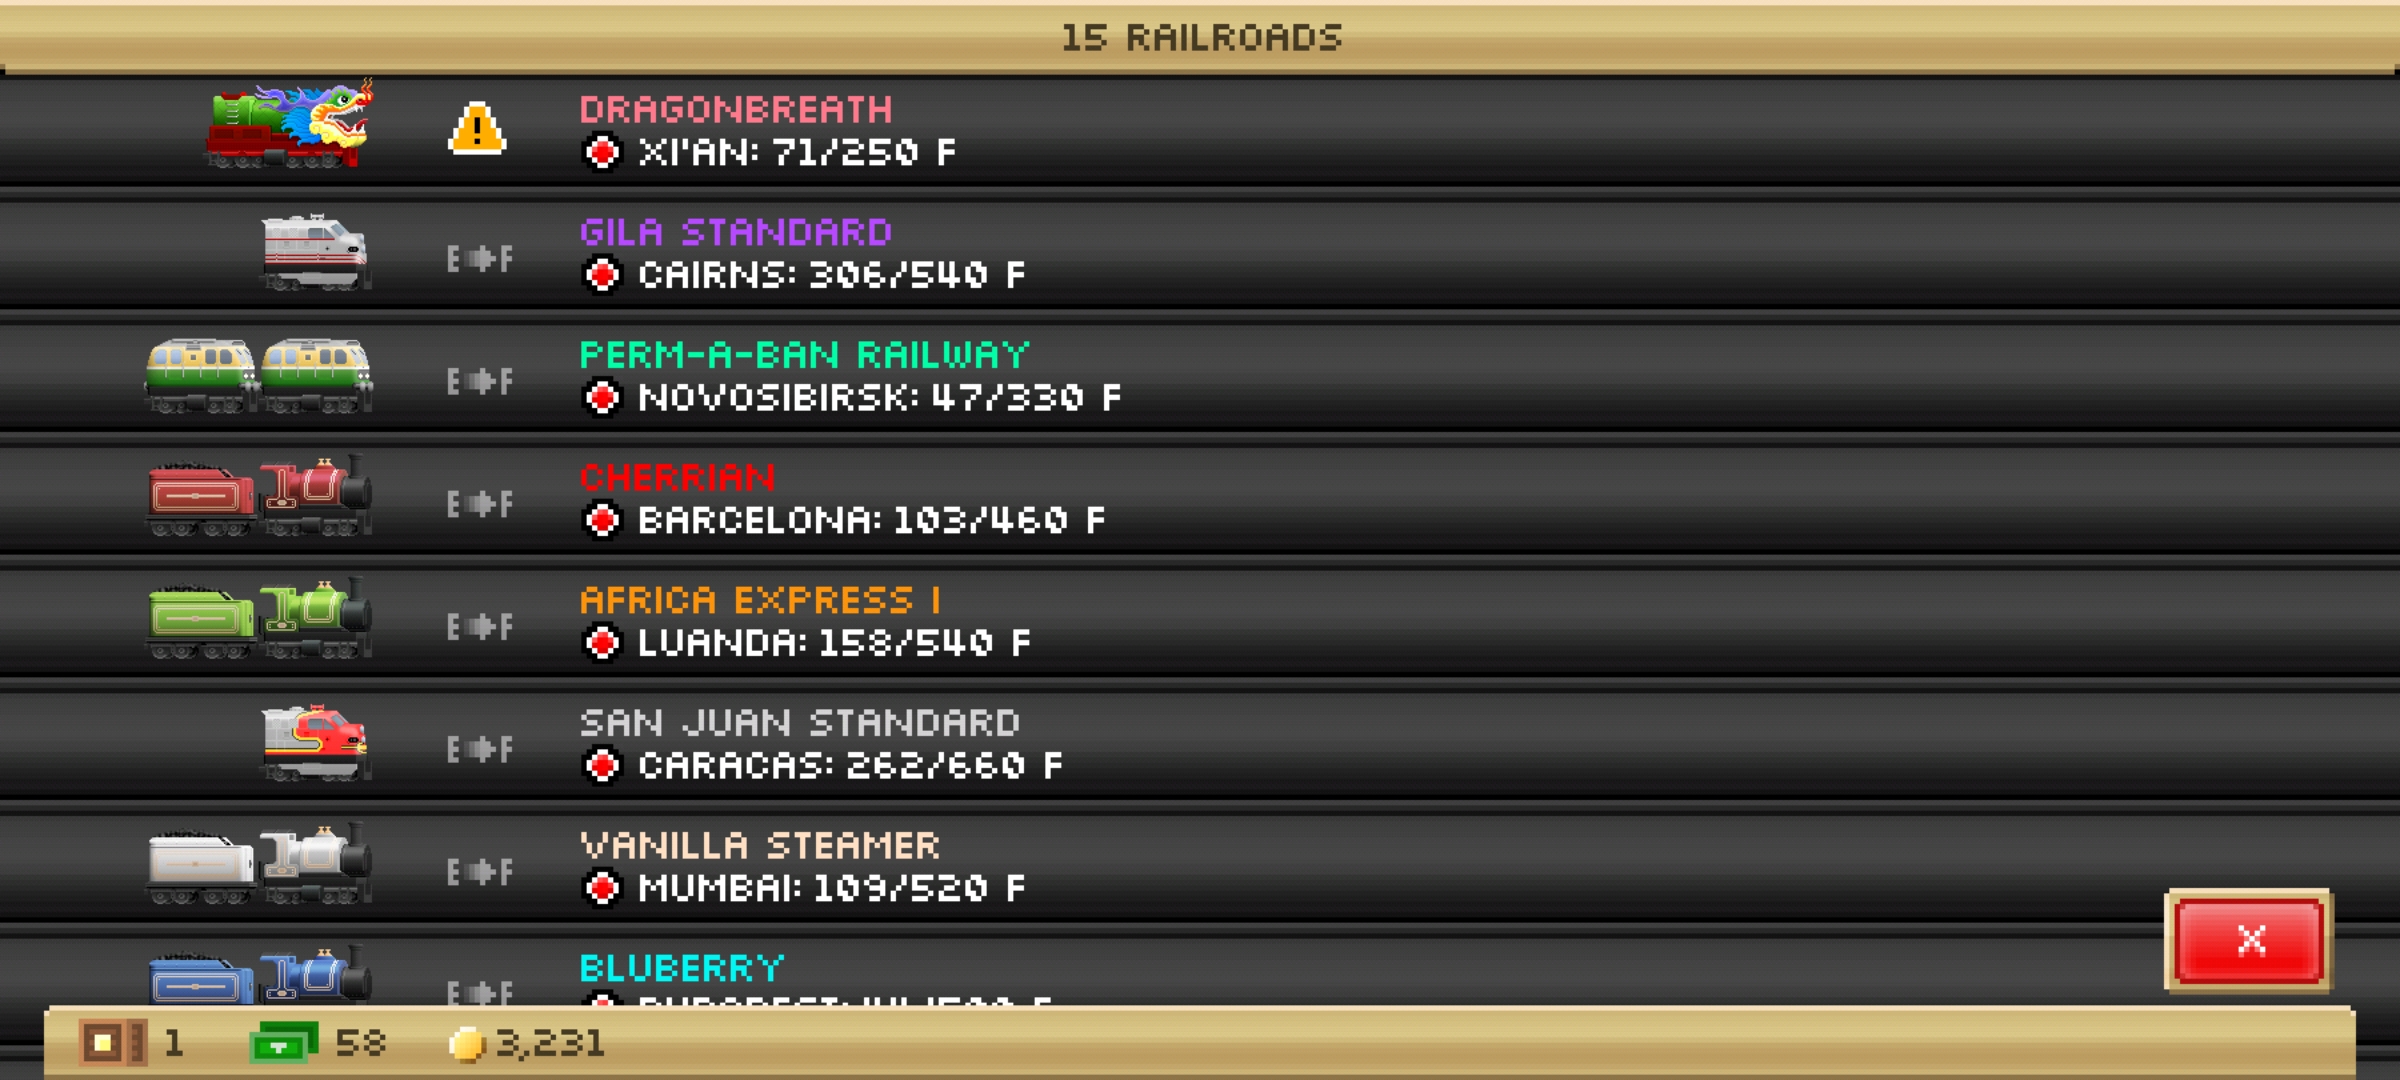 15 RAILROADS
DRAGONBREATH
XI'AN: 71/250 F
GILA STANDARD
E F
CAIRNS: 306/540 F
PERM-A-BAN RAILWAY
E F
NOVOSIBIRSK: 47/330 F
CHERRIAN
E F
BARCELONA: 103/460 F
AFRICA EXPRESS I
E F
LUANDA: 158/540 F
SAN JUAN STANDARD
E F
CARACAS: 262/660 F
VANILLA STEAMER
E F
MUMBAI: 109/520 F
BLUBERRY
E F
X
1 58 3,231